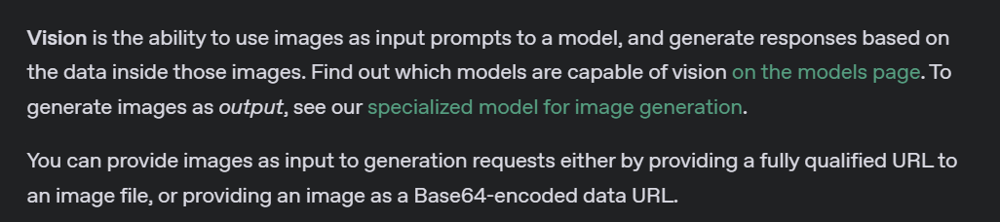 Vision is the ability to use images as input prompts to a model, and generate responses based on
the data inside those images. Find out which models are capable of vision on the models page. To
generate images as output, see our specialized model for image generation.
You can provide images as input to generation requests either by providing a fully qualified URL to
an image file, or providing an image as a Base64-encoded data URL.